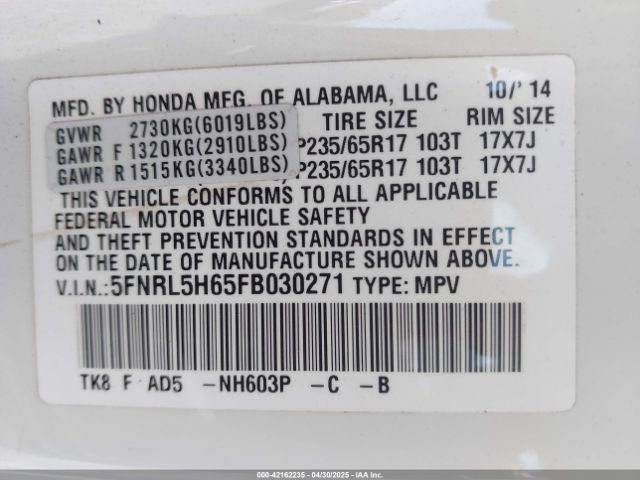 MFD. BY HONDA MFG. OF ALABAMA, LLC 10/'14
GVWR 2730KG(6019LBS) TIRE SIZE RIM SIZE
GAWR F 1320KG(2910LBS) P235/65R17 103T 17X7J
GAWR R 1515KG(3340LBS) P235/65R17 103T 17X7J
THIS VEHICLE CONFORMS TO ALL APPLICABLE
FEDERAL MOTOR VEHICLE SAFETY
AND THEFT PREVENTION STANDARDS IN EFFECT
ON THE DATE OF MANUFACTURE SHOWN ABOVE.
V.I.N.:5FNRL5H65FB030271 TYPE: MPV
TK8 F AD5 -NH603P -C -B
000-42162235 - 04/30/2025 - IAAI.com